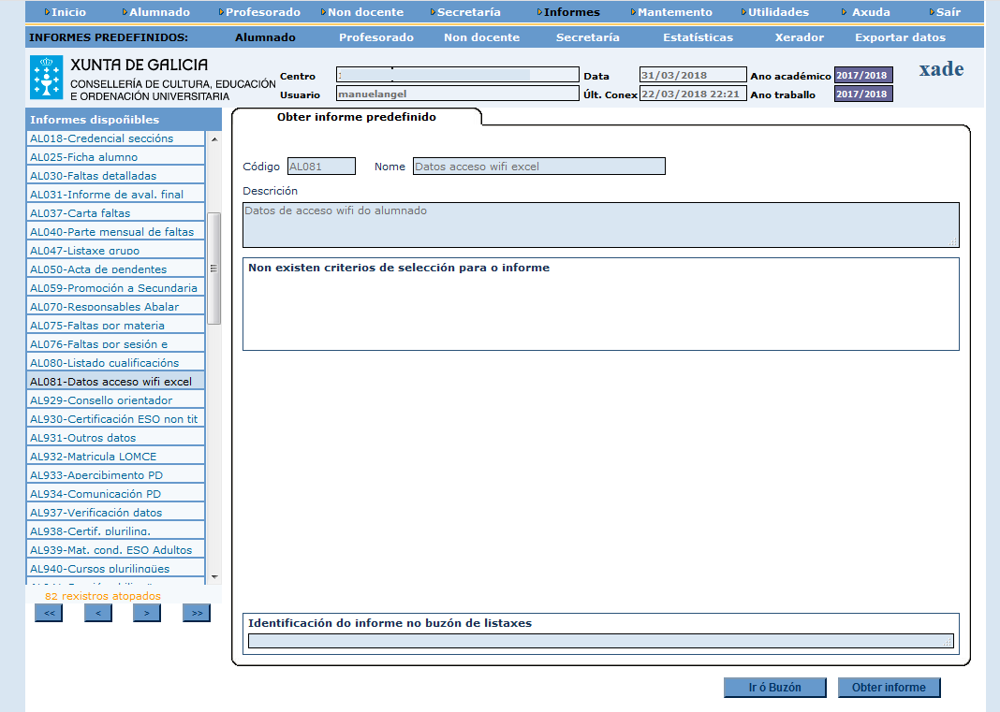 Inicio Alumnado Profesorado Non docente Secretaría Informes Mantemento Utilidades Axuda Saír
INFORMES PREDEFINIDOS: Alumnado Profesorado Non docente Secretaría Estatísticas Xerador Exportar datos
XUNTA DE GALICIA
CONSELLERÍA DE CULTURA, EDUCACIÓN
E ORDENACIÓN UNIVERSITARIA
Centro Data 31/03/2018 Ano académico 2017/2018
Usuario manuelangel Últ. Conex 22/03/2018 22:21 Ano traballo 2017/2018
xade
Informes dispoñibles
AL018-Credencial seccións
AL025-Ficha alumno
AL030-Faltas detalladas
AL031-Informe de aval. final
AL037-Carta faltas
AL040-Parte mensual de faltas
AL047-Listaxe grupo
AL050-Acta de pendentes
AL059-Promoción a Secundaria
AL070-Responsables Abalar
AL075-Faltas por materia
AL076-Faltas por sesión e
AL080-Listado cualificacións
AL081-Datos acceso wifi excel
AL929-Consello orientador
AL930-Certificación ESO non tit
AL931-Outros datos
AL932-Matricula LOMCE
AL933-Apercibimento PD
AL934-Comunicación PD
AL937-Verificación datos
AL938-Certif. pluriling.
AL939-Mat. cond. ESO Adultos
AL940-Cursos plurilingües
82 rexistros atopados
<< < > >>
Obter informe predefinido
Código AL081 Nome Datos acceso wifi excel
Descrición
Datos de acceso wifi do alumnado
Non existen criterios de selección para o informe
Identificación do informe no buzón de listaxes
Ir ó Buzón Obter informe